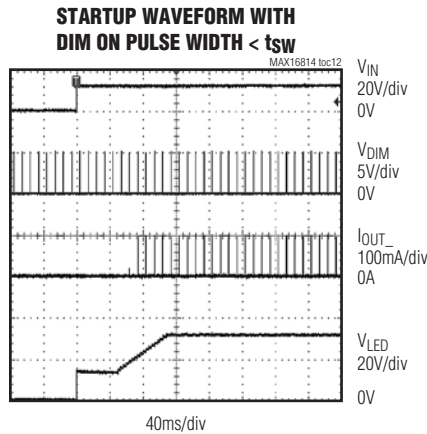 STARTUP WAVEFORM WITH
DIM ON PULSE WIDTH < tSW
MAX16814 toc12
VIN
20V/div
0V
VDIM
5V/div
0V
IOUT_
100mA/div
0A
VLED
20V/div
0V
40ms/div